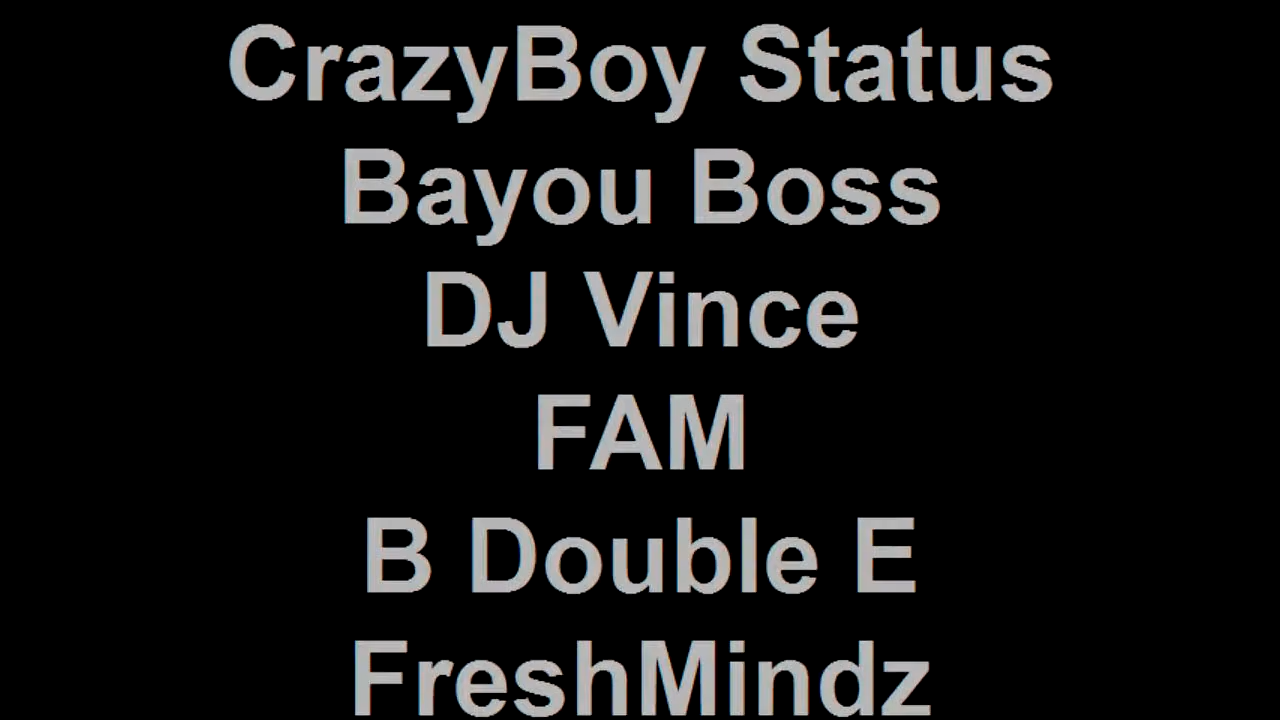 CrazyBoy Status
Bayou Boss
DJ Vince
FAM
B Double E
FreshMindz